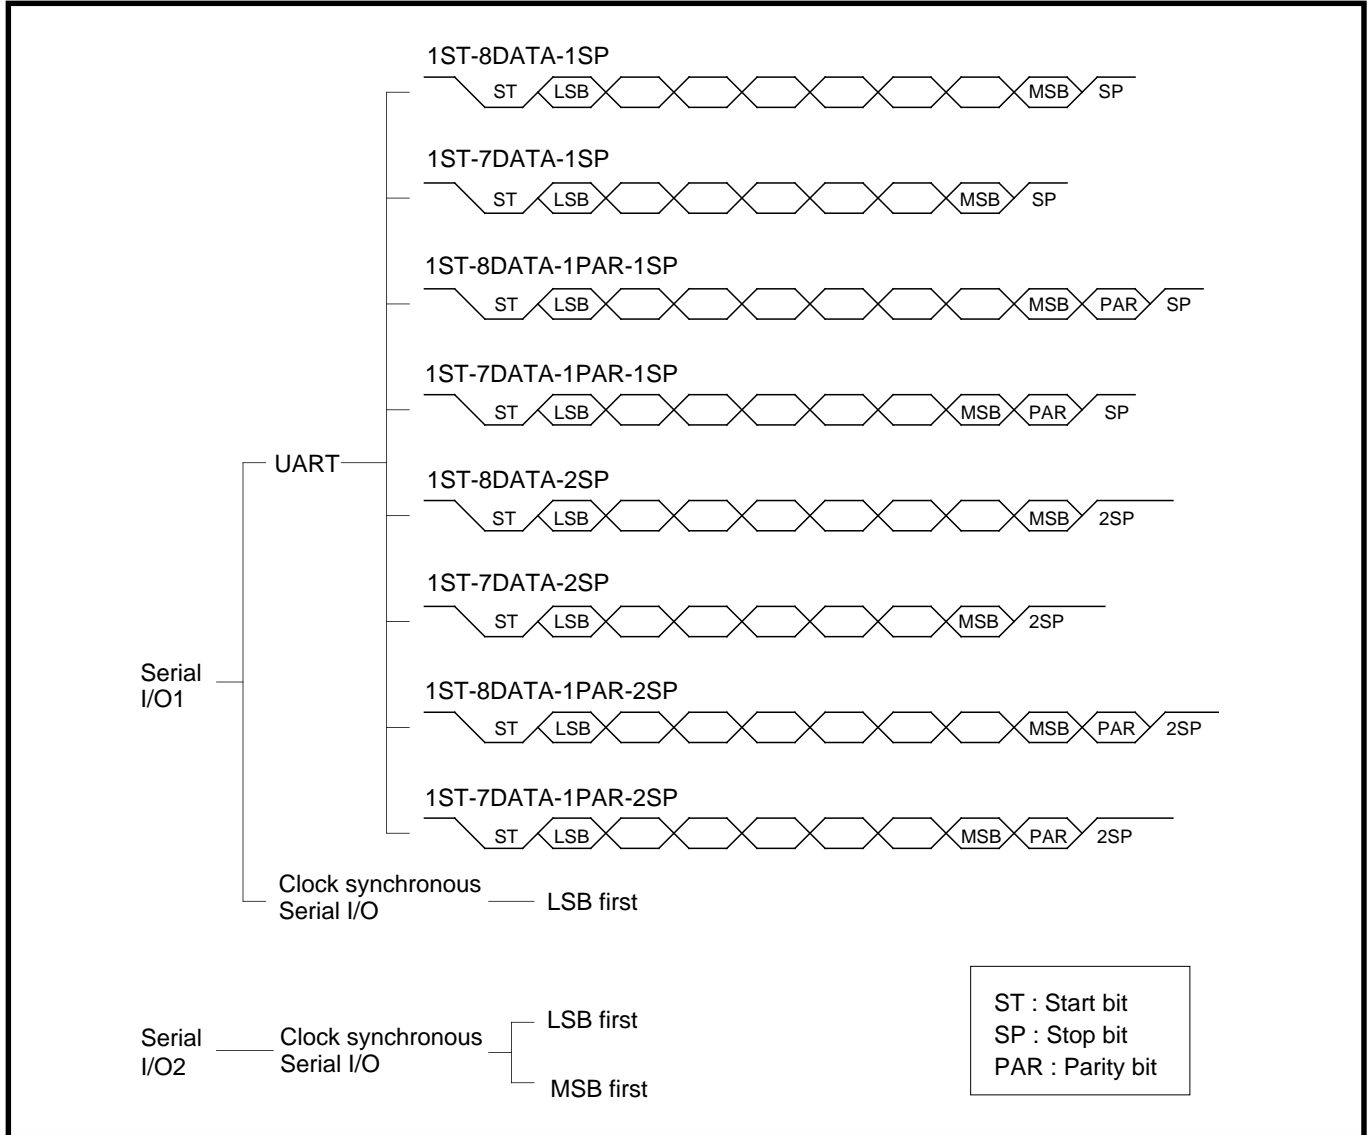 1ST-8DATA-1SP
ST LSB MSB SP
1ST-7DATA-1SP
ST LSB MSB SP
1ST-8DATA-1PAR-1SP
ST LSB MSB PAR SP
1ST-7DATA-1PAR-1SP
ST LSB MSB PAR SP
UART
1ST-8DATA-2SP
ST LSB MSB 2SP
1ST-7DATA-2SP
ST LSB MSB 2SP
Serial
I/O1
1ST-8DATA-1PAR-2SP
ST LSB MSB PAR 2SP
1ST-7DATA-1PAR-2SP
ST LSB MSB PAR 2SP
Clock synchronous
Serial I/O
LSB first
Serial
I/O2
Clock synchronous
Serial I/O
LSB first
MSB first
ST : Start bit
SP : Stop bit
PAR : Parity bit